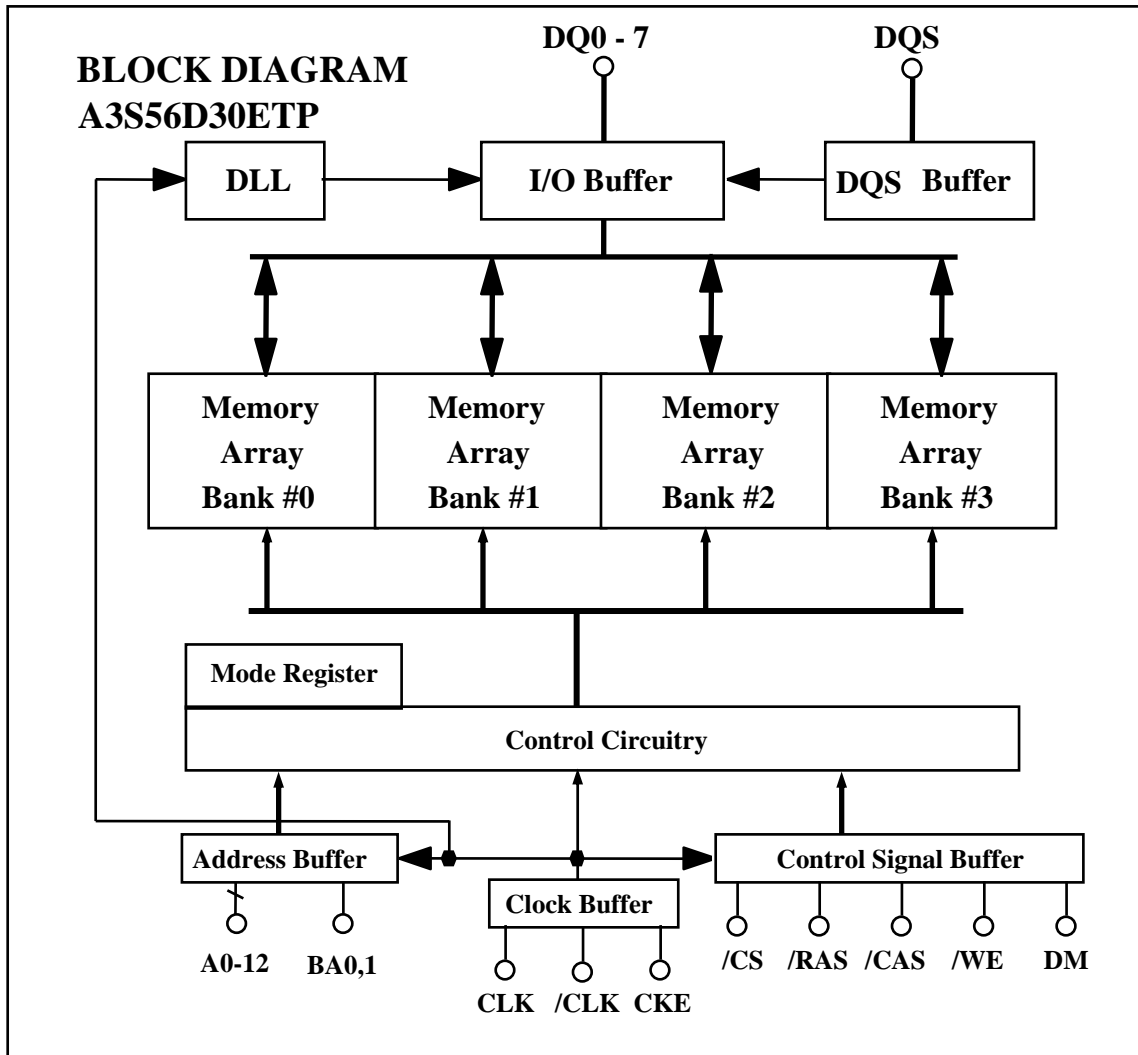 DQ0 - 7
DQS
BLOCK DIAGRAM
A3S56D30ETP
DLL
I/O Buffer
DQS Buffer
Memory
Array
Bank #0
Memory
Array
Bank #1
Memory
Array
Bank #2
Memory
Array
Bank #3
Mode Register
Control Circuitry
Address Buffer
Clock Buffer
Control Signal Buffer
A0-12
BA0,1
CLK
/CLK
CKE
/CS
/RAS
/CAS
/WE
DM